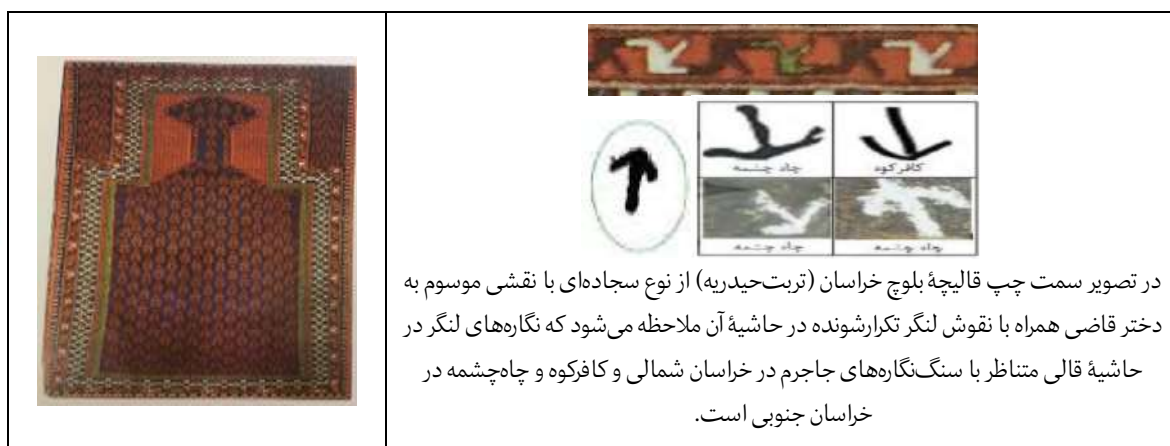 چاه چشمه
کافرکوه
چاه چشمه
چاه چشمه
در تصویر سمت چپ قالیچهٔ بلوچ خراسان (تربت‌حیدریه) از نوع سجاده‌ای با نقشی موسوم به
دختر قاضی همراه با نقوش لنگر تکرارشونده در حاشیهٔ آن ملاحظه می‌شود که نگاره‌های لنگر در
حاشیهٔ قالی متناظر با سنگ‌نگاره‌های جاجرم در خراسان شمالی و کافرکوه و چاه‌چشمه در
خراسان جنوبی است.